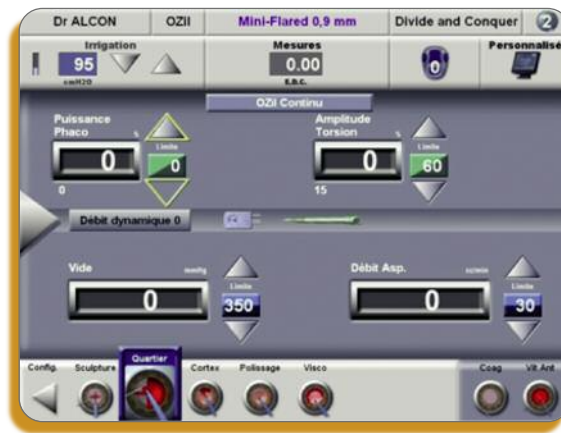 Dr ALCON OZII Mini-Flared 0,9 mm Divide and Conquer 2
Irrigation Mesures Personnalisé
95 0.00 0
cmH20 E.B.C.
OZil Continu
Puissance Phaco % Amplitude Torsion %
Limite Limite
0 0 0 60
0 15
Débit dynamique 0
Vide mmHg Débit Asp. cc/min
Limite Limite
0 350 0 30
Config. Sculpture Quartier Cortex Polissage Visco Coag Vit Ant